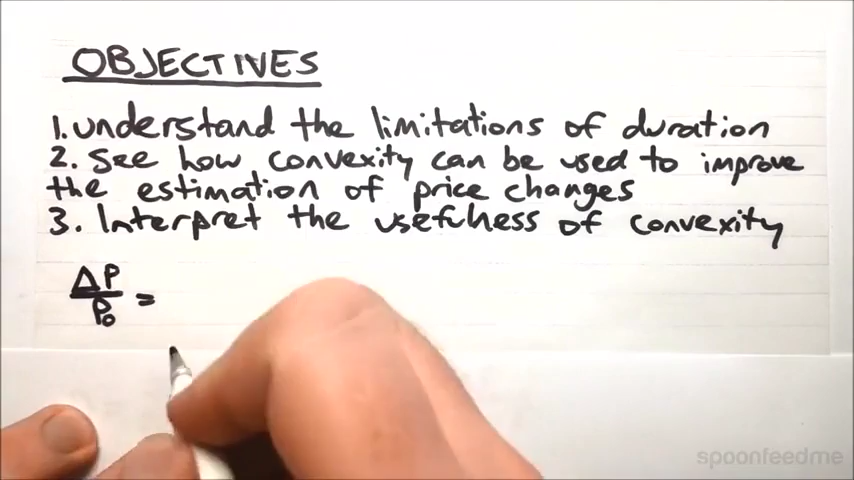 OBJECTIVES
1. understand the limitations of duration
2. see how convexity can be used to improve
the estimation of price changes
3. Interpret the usefulness of convexity
ΔP
/P₀ =
spoonfeedme